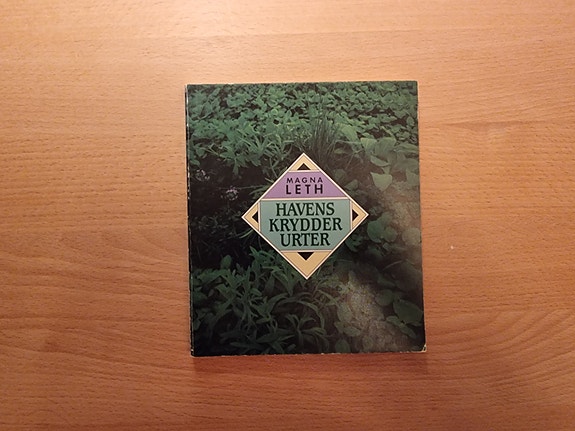 MAGNA
LETH
HAVENS
KRYDDER
URTER